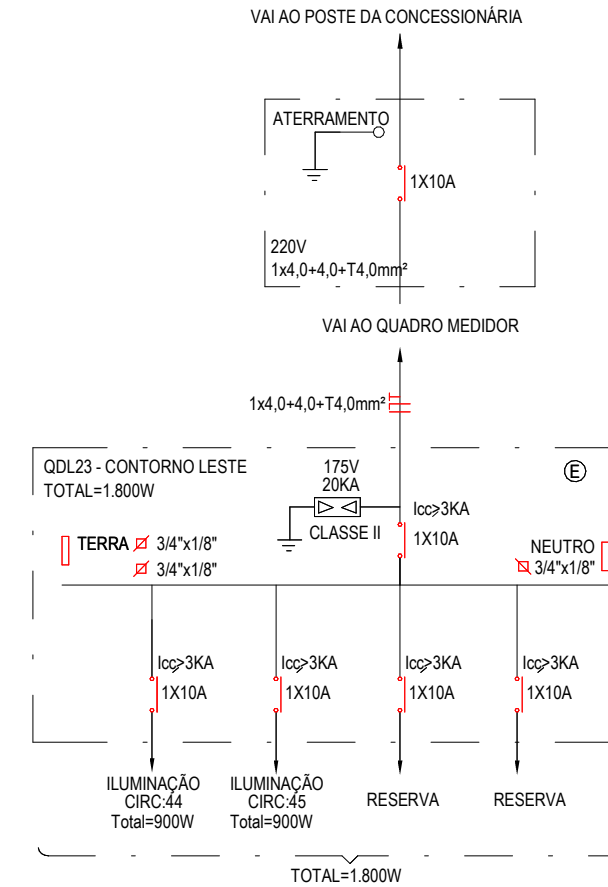 VAI AO POSTE DA CONCESSIONÁRIA
ATERRAMENTO
1X10A
220V
1x4,0+4,0+T4,0mm²
VAI AO QUADRO MEDIDOR
1x4,0+4,0+T4,0mm²
QDL23 - CONTORNO LESTE
TOTAL=1.800W
175V
20KA
CLASSE II
Icc>3KA
1X10A
E
TERRA
3/4"x1/8"
3/4"x1/8"
NEUTRO
3/4"x1/8"
Icc>3KA
1X10A
Icc>3KA
1X10A
Icc>3KA
1X10A
Icc>3KA
1X10A
ILUMINAÇÃO
CIRC:44
Total=900W
ILUMINAÇÃO
CIRC:45
Total=900W
RESERVA
RESERVA
TOTAL=1.800W